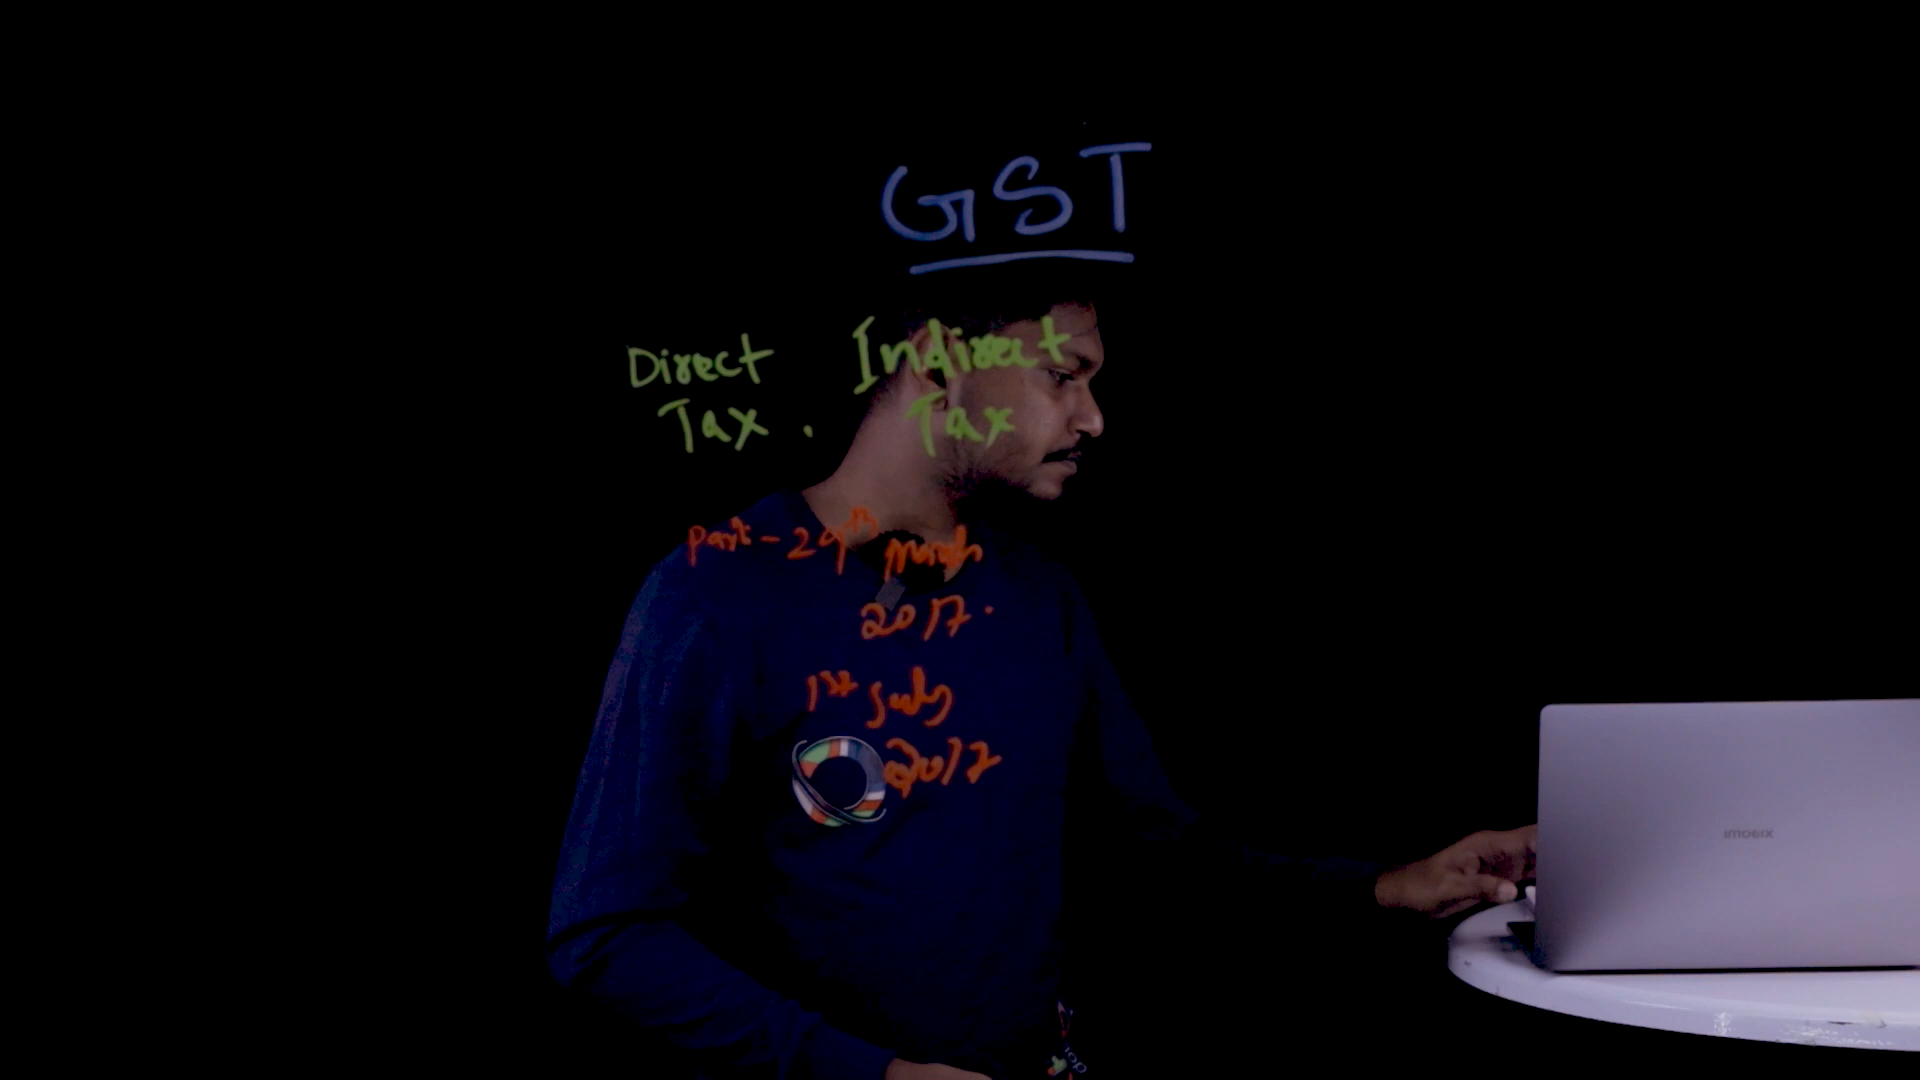 GST
Direct Indirect
Tax. Tax
Part - 29th March
2017.
1st July
2017